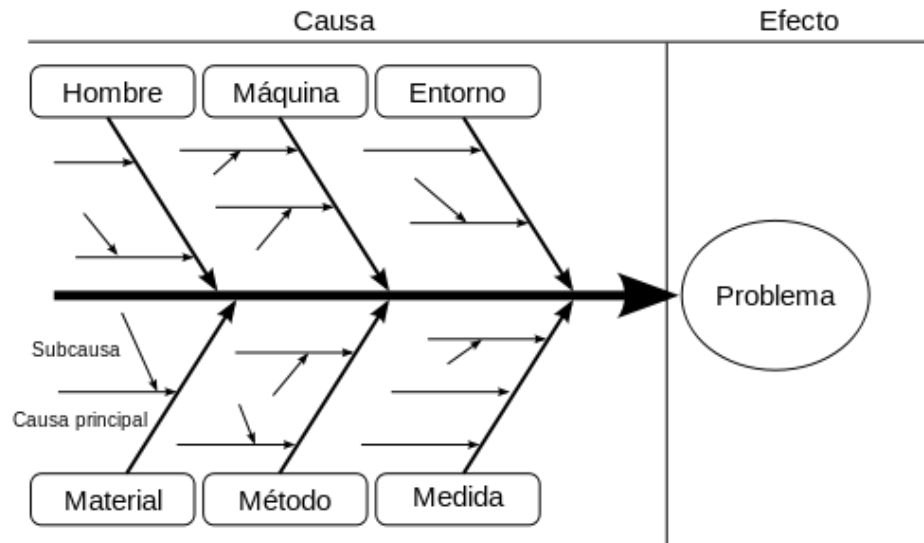 Causa
Efecto
Hombre
Máquina
Entorno
Problema
Subcausa
Causa principal
Material
Método
Medida